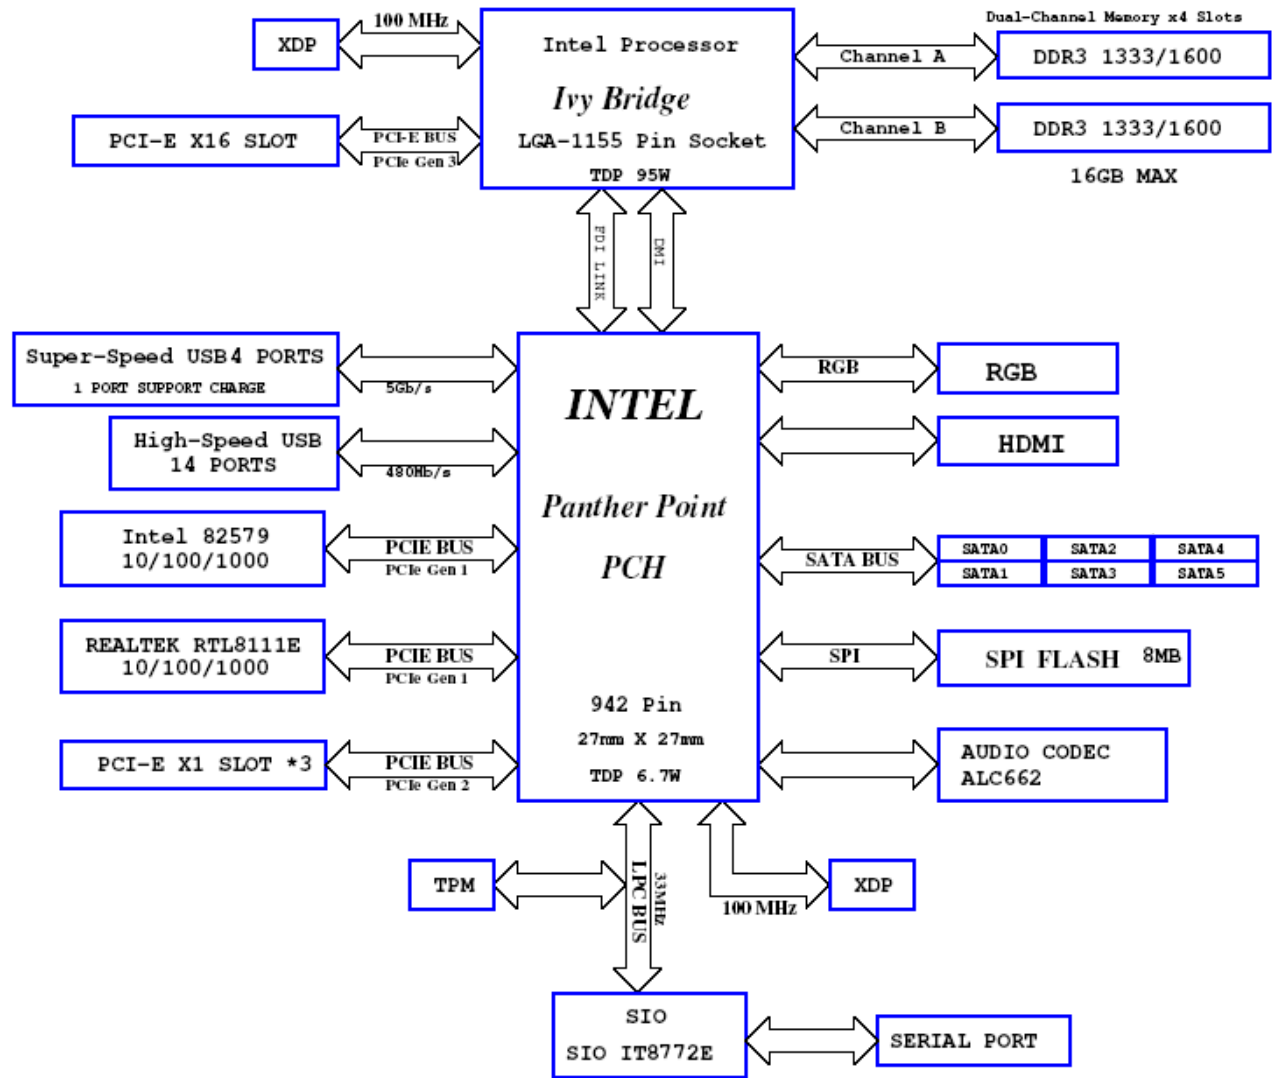 Dual-Channel Memory x4 Slots
100 MHz
XDP
Intel Processor
Ivy Bridge
LGA-1155 Pin Socket
TDP 95W
Channel A
DDR3 1333/1600
PCI-E X16 SLOT
PCI-E BUS
PCIe Gen 3
Channel B
DDR3 1333/1600
16GB MAX
FDI LINK
DMI
Super-Speed USB4 PORTS
1 PORT SUPPORT CHARGE
5Gb/s
High-Speed USB
14 PORTS
480Mb/s
Intel 82579
10/100/1000
PCIE BUS
PCIe Gen 1
REALTEK RTL8111E
10/100/1000
PCIE BUS
PCIe Gen 1
PCI-E X1 SLOT *3
PCIE BUS
PCIe Gen 2
INTEL
Panther Point
PCH
942 Pin
27mm X 27mm
TDP 6.7W
RGB
RGB
HDMI
SATA BUS
SATA0 SATA2 SATA4
SATA1 SATA3 SATA5
SPI
SPI FLASH 8MB
AUDIO CODEC
ALC662
TPM
33MHz
LPC BUS
100 MHz
XDP
SIO
SIO IT8772E
SERIAL PORT